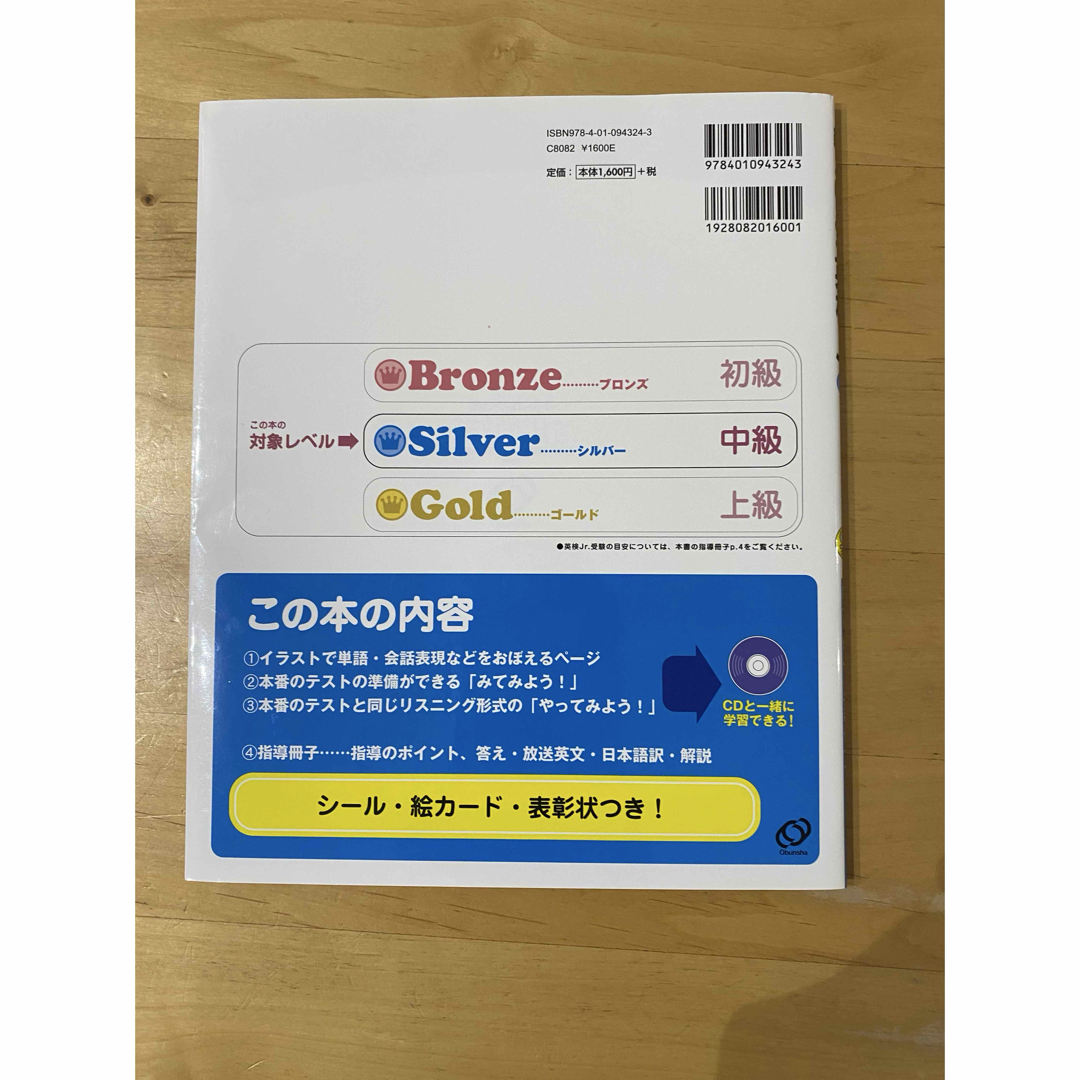 ISBN978-4-01-094324-3
C8082 ¥1600E
定価：本体1,600円+税
9784010943243
1928082016001
Bronze………ブロンズ 初級
この本の
対象レベル
Silver………シルバー 中級
Gold………ゴールド 上級
●英検Jr.受験の目安については、本書の指導冊子p.4をご覧ください。
この本の内容
①イラストで単語・会話表現などをおぼえるページ
②本番のテストの準備ができる「みてみよう！」
③本番のテストと同じリスニング形式の「やってみよう！」
CDと一緒に
学習できる！
④指導冊子……指導のポイント、答え・放送英文・日本語訳・解説
シール・絵カード・表彰状つき！
Obunsha